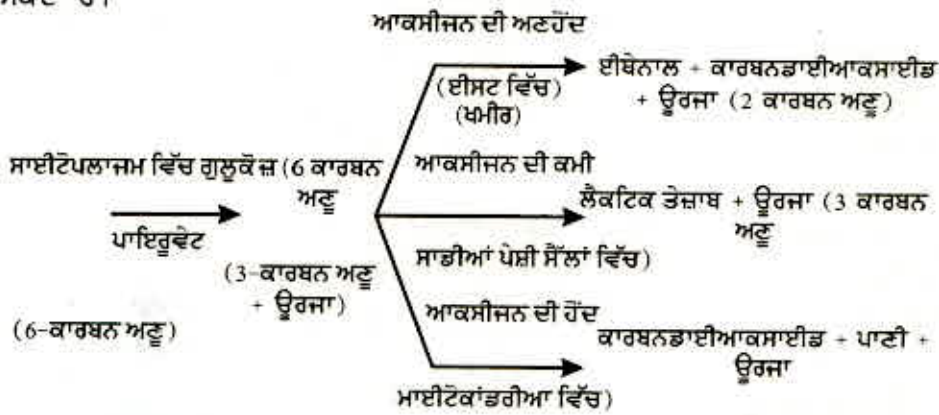 ਆਕਸੀਜਨ ਦੀ ਅਣਹੋਂਦ
(ਈਸਟ ਵਿੱਚ)
(ਖਮੀਰ)
ਈਥੇਨਾਲ + ਕਾਰਬਨਡਾਈਆਕਸਾਈਡ
+ ਊਰਜਾ (2 ਕਾਰਬਨ ਅਣੂ)
ਸਾਈਟੋਪਲਾਜਮ ਵਿੱਚ ਗੁਲੂਕੋਜ਼ (6 ਕਾਰਬਨ
ਅਣੂ
ਪਾਇਰੂਵੇਟ
(3-ਕਾਰਬਨ ਅਣੂ
+ ਊਰਜਾ)
(6-ਕਾਰਬਨ ਅਣੂ)
ਆਕਸੀਜਨ ਦੀ ਕਮੀ
ਸਾਡੀਆਂ ਪੇਸ਼ੀ ਸੈੱਲਾਂ ਵਿੱਚ)
ਲੈਕਟਿਕ ਤੇਜ਼ਾਬ + ਊਰਜਾ (3 ਕਾਰਬਨ
ਅਣੂ
ਆਕਸੀਜਨ ਦੀ ਹੋਂਦ
ਮਾਈਟੋਕਾਂਡਰੀਆ ਵਿੱਚ)
ਕਾਰਬਨਡਾਈਆਕਸਾਈਡ + ਪਾਣੀ +
ਊਰਜਾ